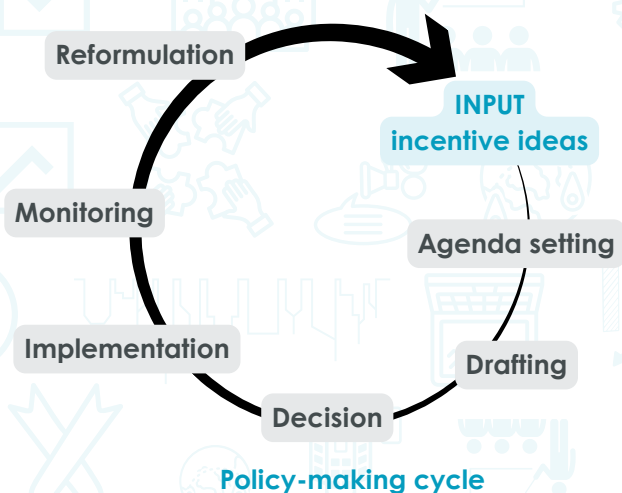 Reformulation
INPUT
incentive ideas
Monitoring
Agenda setting
Implementation
Drafting
Decision
Policy-making cycle